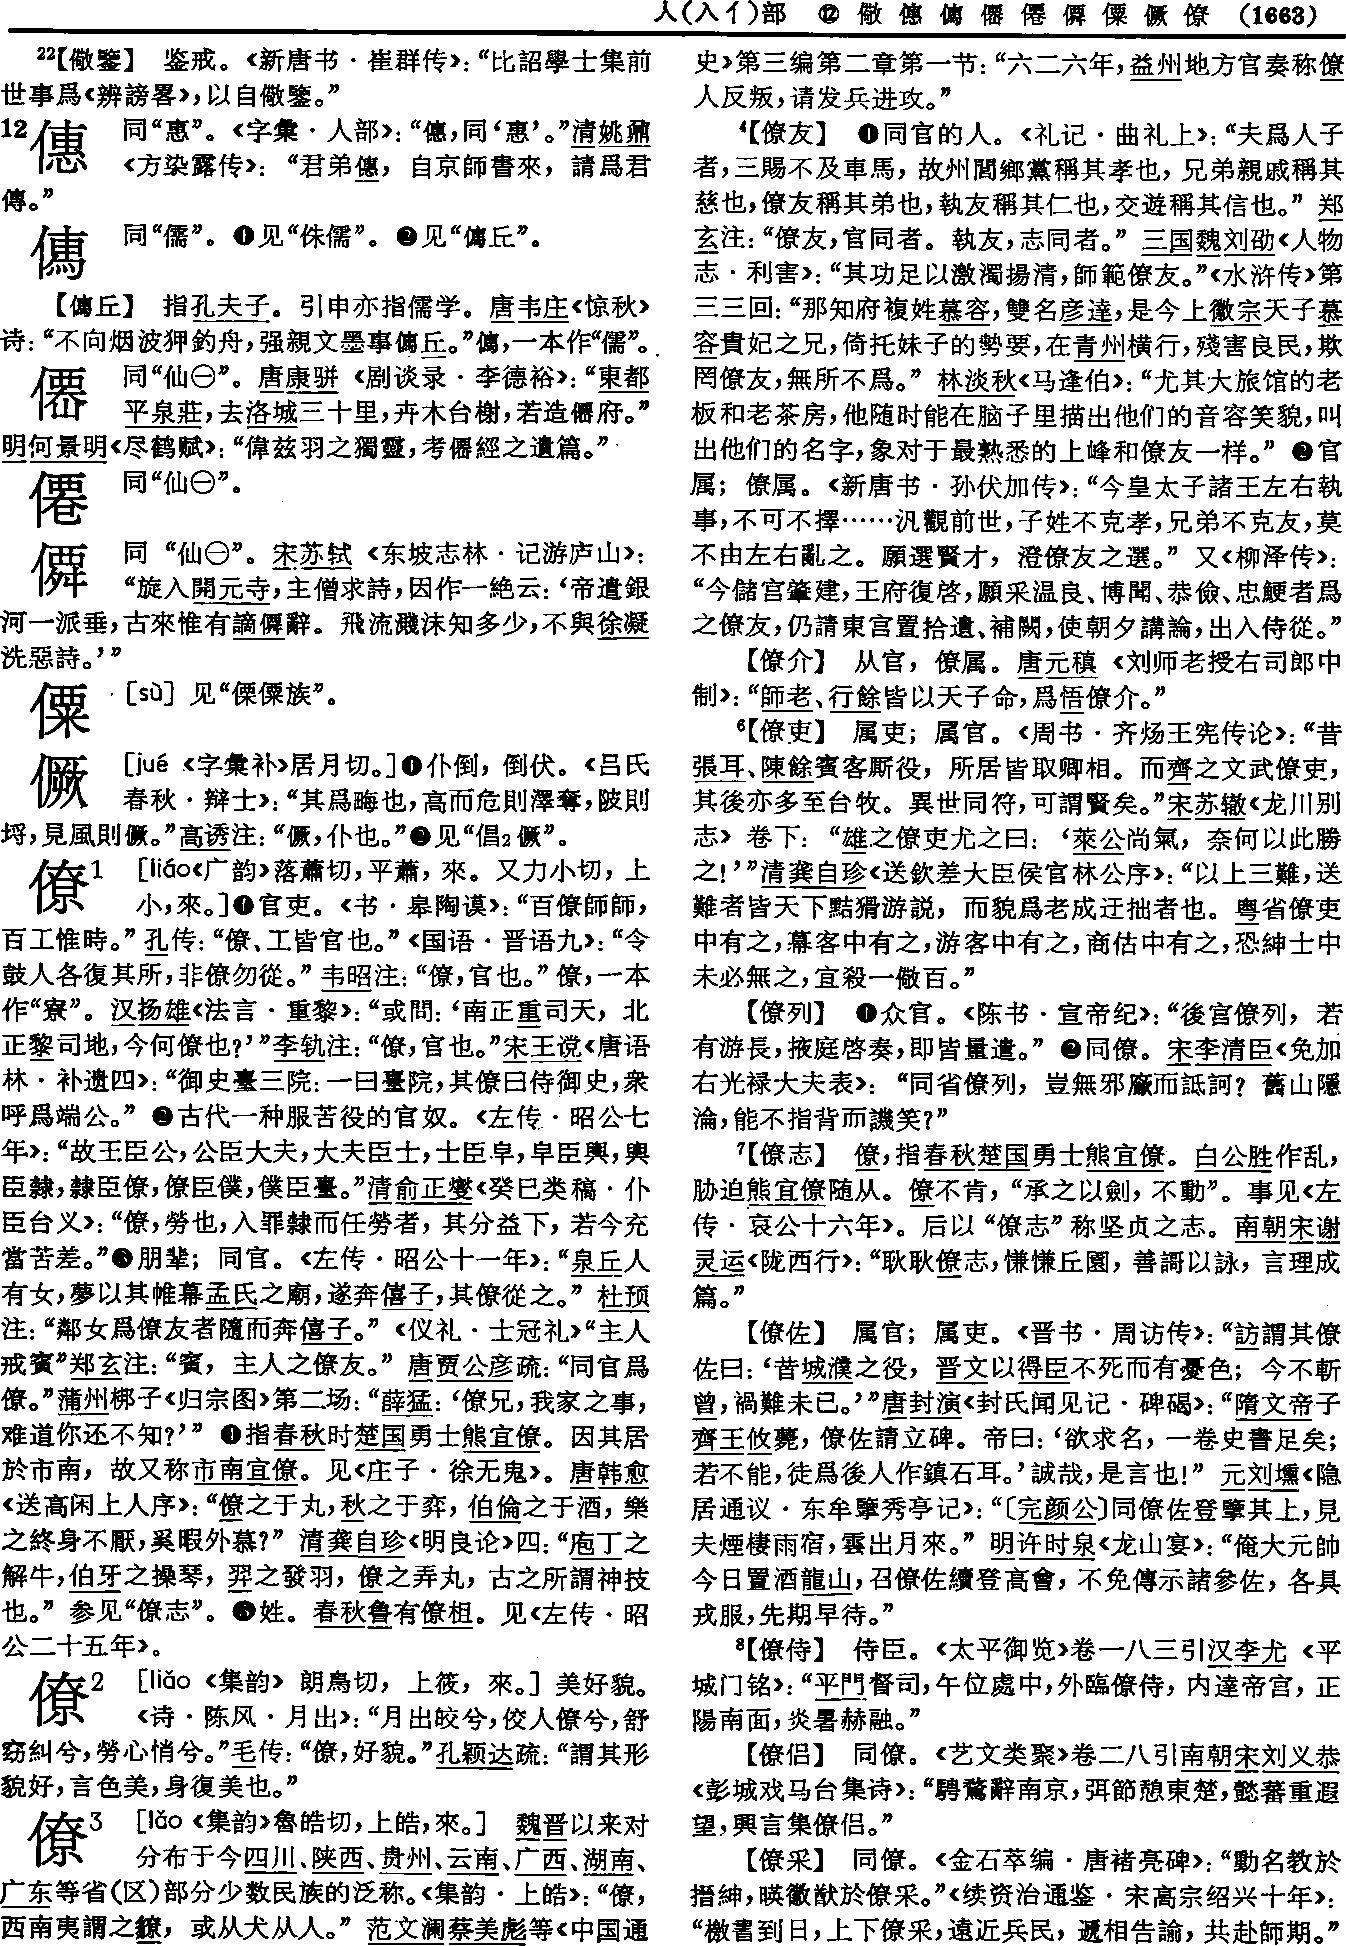 人(入亻)部 ⑫ 儆 僡 僑 僊 僲 僤 僳 僪 僚 (1663)
²²【儆鑒】 鉴戒。《新唐书·崔群传》：“比詔學士集前
世事爲《辨謗畧》，以自儆鑒。”
12 僡 同“惠”。《字彙·人部》：“僡，同‘惠’。”清姚鼐
《方染露传》：“君弟僡，自京師書來，請爲君
傳。”
同“儒”。❶见“侏儒”。❷见“傿丘”。
【傿丘】 指孔夫子。引申亦指儒学。唐韦庄《惊秋》
诗：“不向烟波狎釣舟，强親文墨事傿丘。”傿，一本作“儒”。
同“仙㊀”。唐康骈《剧谈录·李德裕》：“東都
平泉莊，去洛城三十里，卉木台榭，若造僊府。”
明何景明《尽鹤赋》：“偉兹羽之獨靈，考僊經之遺篇。”
僊 同“仙㊀”。
同“仙㊀”。宋苏轼《东坡志林·记游庐山》：
“旋入開元寺，主僧求詩，因作一絶云：‘帝遣銀
河一派垂，古來惟有謫僊辭。飛流濺沫知多少，不與徐凝
洗惡詩。’”
僳 [sù] 见“傈僳族”。
[jué《字彙补》居月切。]❶仆倒，倒伏。《吕氏
春秋·辩士》：“其爲畮也，高而危則澤奪，陂則
埒，見風則僵。”高诱注：“僵，仆也。”❷见“倡₂僵”。
僚1 [liáo《广韵》落蕭切，平蕭，來。又力小切，上
小，來。]❶官吏。《书·皋陶谟》：“百僚師師，
百工惟時。”孔传：“僚、工皆官也。”《国语·晋语九》：“令
鼓人各復其所，非僚勿從。”韦昭注：“僚，官也。”僚，一本
作“寮”。汉扬雄《法言·重黎》：“或問：‘南正重司天，北
正黎司地，今何僚也？’”李轨注：“僚，官也。”宋王谠《唐语
林·补遗四》：“御史臺三院：一曰臺院，其僚曰侍御史，衆
呼爲端公。”❷古代一种服苦役的官奴。《左传·昭公七
年》：“故王臣公，公臣大夫，大夫臣士，士臣皁，皁臣輿，輿
臣隸，隸臣僚，僚臣僕，僕臣臺。”清俞正燮《癸巳类稿·仆
臣台义》：“僚，勞也，入罪隸而任勞者，其分益下，若今充
當苦差。”❸朋辈；同官。《左传·昭公十一年》：“泉丘人
有女，夢以其帷幕孟氏之廟，遂奔僖子，其僚從之。”杜预
注：“鄰女爲僚友者隨而奔僖子。”《仪礼·士冠礼》“主人
戒賓”郑玄注：“賓，主人之僚友。”唐贾公彦疏：“同官爲
僚。”蒲州梆子《归宗图》第二场：“薛猛：‘僚兄，我家之事，
难道你还不知？’”❹指春秋时楚国勇士熊宜僚。因其居
於市南，故又称市南宜僚。见《庄子·徐无鬼》。唐韩愈
《送高闲上人序》：“僚之于丸，秋之于弈，伯倫之于酒，樂
之終身不厭，奚暇外慕？”清龚自珍《明良论》四：“庖丁之
解牛，伯牙之操琴，羿之發羽，僚之弄丸，古之所謂神技
也。”参见“僚志”。❺姓。春秋鲁有僚柤。见《左传·昭
公二十五年》。
僚2 [liǎo《集韵》朗鳥切，上筱，來。]美好貌。
《诗·陈风·月出》：“月出皎兮，佼人僚兮，舒
窈糾兮，勞心悄兮。”毛传：“僚，好貌。”孔颖达疏：“謂其形
貌好，言色美，身復美也。”
僚3 [lǎo《集韵》魯皓切，上皓，來。] 魏晋以来对
分布于今四川、陕西、贵州、云南、广西、湖南、
广东等省(区)部分少数民族的泛称。《集韵·上皓》：“僚，
西南夷謂之獠，或从犬从人。”范文澜蔡美彪等《中国通
史》第三编第二章第一节：“六二六年，益州地方官奏称僚
人反叛，请发兵进攻。”
⁴【僚友】 ❶同官的人。《礼记·曲礼上》：“夫爲人子
者，三賜不及車馬，故州閭鄉黨稱其孝也，兄弟親戚稱其
慈也，僚友稱其弟也，執友稱其仁也，交遊稱其信也。”郑
玄注：“僚友，官同者。執友，志同者。”三国魏刘劭《人物
志·利害》：“其功足以激濁揚清，師範僚友。”《水浒传》第
三三回：“那知府複姓慕容，雙名彦達，是今上徽宗天子慕
容貴妃之兄，倚托妹子的勢要，在青州横行，殘害良民，欺
罔僚友，無所不爲。”林淡秋《马逢伯》：“尤其大旅馆的老
板和老茶房，他随时能在脑子里描出他们的音容笑貌，叫
出他们的名字，象对于最熟悉的上峰和僚友一样。”❷官
属；僚属。《新唐书·孙伏加传》：“今皇太子諸王左右執
事，不可不擇……汎觀前世，子姓不克孝，兄弟不克友，莫
不由左右亂之。願選賢才，澄僚友之選。”又《柳泽传》：
“今儲宫肇建，王府復啓，願采温良、博聞、恭儉、忠鯁者爲
之僚友，仍請東宫置拾遺、補闕，使朝夕講論，出入侍從。”
【僚介】 从官，僚属。唐元稹《刘师老授右司郎中
制》：“師老、行餘皆以天子命，爲悟僚介。”
⁶【僚吏】 属吏；属官。《周书·齐炀王宪传论》：“昔
張耳、陳餘賓客厮役，所居皆取卿相。而齊之文武僚吏，
其後亦多至台牧。異世同符，可謂賢矣。”宋苏辙《龙川别
志》卷下：“雄之僚吏尤之曰：‘萊公尚氣，奈何以此勝
之！’”清龚自珍《送欽差大臣侯官林公序》：“以上三難，送
難者皆天下黠猾游説，而貌爲老成迂拙者也。粤省僚吏
中有之，幕客中有之，游客中有之，商估中有之，恐紳士中
未必無之，宜殺一儆百。”
【僚列】 ❶众官。《陈书·宣帝纪》：“後宫僚列，若
有游長，掖庭啓奏，即皆量遣。”❷同僚。宋李清臣《免加
右光禄大夫表》：“同省僚列，豈無邪廠而詆訶？舊山隱
淪，能不指背而譏笑？”
⁷【僚志】 僚，指春秋楚国勇士熊宜僚。白公胜作乱，
胁迫熊宜僚随从。僚不肯，“承之以劍，不動”。事见《左
传·哀公十六年》。后以“僚志”称坚贞之志。南朝宋谢
灵运《陇西行》：“耿耿僚志，慊慊丘園，善謌以詠，言理成
篇。”
【僚佐】 属官；属吏。《晋书·周访传》：“訪謂其僚
佐曰：‘昔城濮之役，晋文以得臣不死而有憂色；今不斬
曾，禍難未已。’”唐封演《封氏闻见记·碑碣》：“隋文帝子
齊王攸薨，僚佐請立碑。帝曰：‘欲求名，一卷史書足矣；
若不能，徒爲後人作鎮石耳。’誠哉，是言也！”元刘壎《隐
居通议·东牟擥秀亭记》：“〔完颜公〕同僚佐登擥其上，見
夫煙棲雨宿，雲出月來。”明许时泉《龙山宴》：“俺大元帥
今日置酒龍山，召僚佐續登高會，不免傳示諸參佐，各具
戎服，先期早待。”
⁸【僚侍】 侍臣。《太平御览》卷一八三引汉李尤《平
城门铭》：“平門督司，午位處中，外臨僚侍，内達帝宫，正
陽南面，炎暑赫融。”
【僚侣】 同僚。《艺文类聚》卷二八引南朝宋刘义恭
《彭城戏马台集诗》：“騁鶩辭南京，弭節憩東楚，懿蕃重遐
望，興言集僚侣。”
【僚采】 同僚。《金石萃编·唐褚亮碑》：“勤名教於
搢紳，暎徽猷於僚采。”《续资治通鉴·宋高宗绍兴十年》：
“檄書到日，上下僚采，遠近兵民，遞相告諭，共赴師期。”